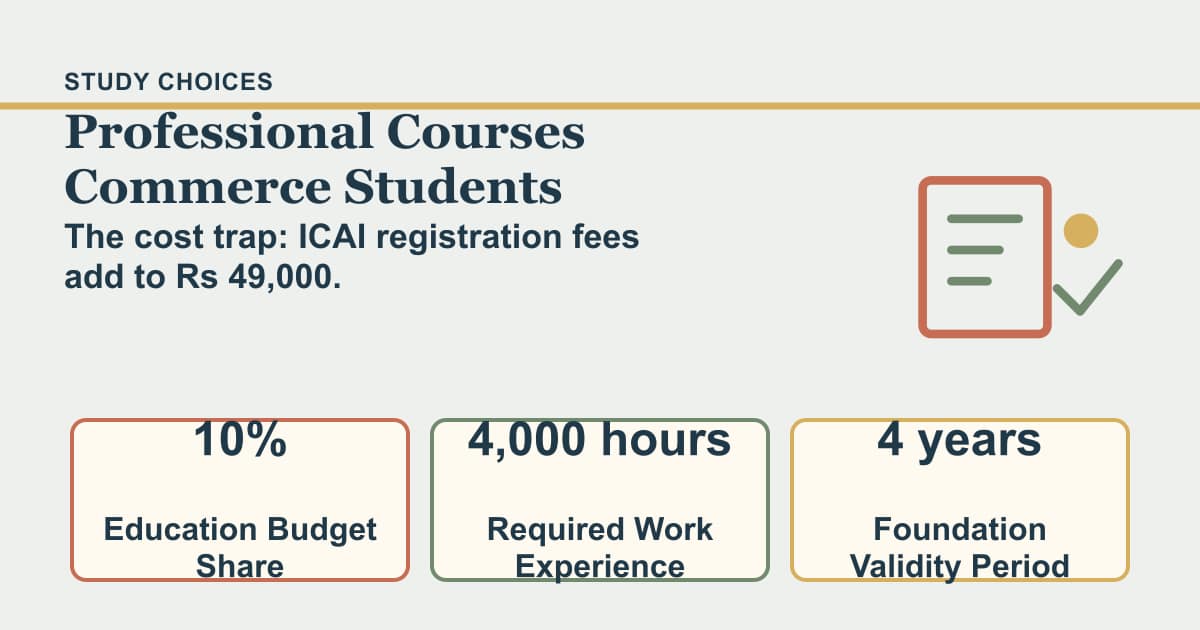 STUDY CHOICES
Professional Courses
Commerce Students
The cost trap: ICAI registration fees
add to Rs 49,000.
10%
Education Budget
Share
4,000 hours
Required Work
Experience
4 years
Foundation
Validity Period